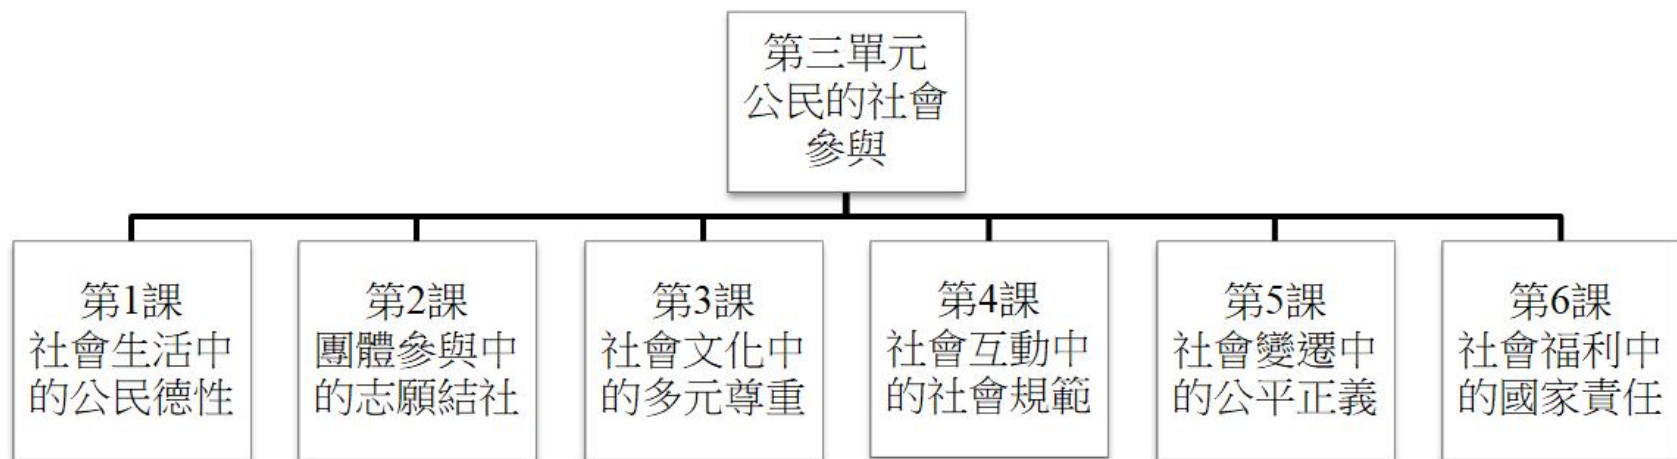 第三單元
公民的社會
參與
第1課
社會生活中
的公民德性
第2課
團體參與中
的志願結社
第3課
社會文化中
的多元尊重
第4課
社會互動中
的社會規範
第5課
社會變遷中
的公平正義
第6課
社會福利中
的國家責任